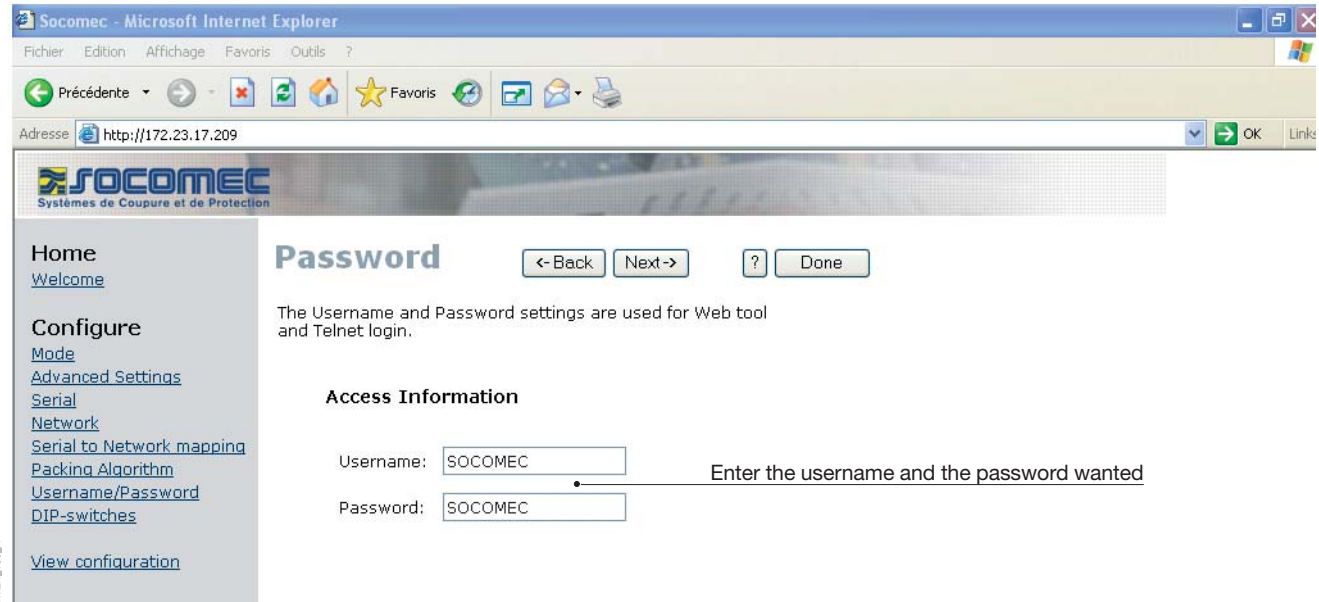 Socomec - Microsoft Internet Explorer
Fichier Edition Affichage Favoris Outils ?
Précédente Favoris
Adresse http://172.23.17.209 OK Links
SOCOMEC
Systèmes de Coupure et de Protection
Home
Welcome
Configure
Mode
Advanced Settings
Serial
Network
Serial to Network mapping
Packing Algorithm
Username/Password
DIP-switches
View configuration
Password <-Back Next-> ? Done
The Username and Password settings are used for Web tool
and Telnet login.
Access Information
Username: SOCOMEC
Enter the username and the password wanted
Password: SOCOMEC